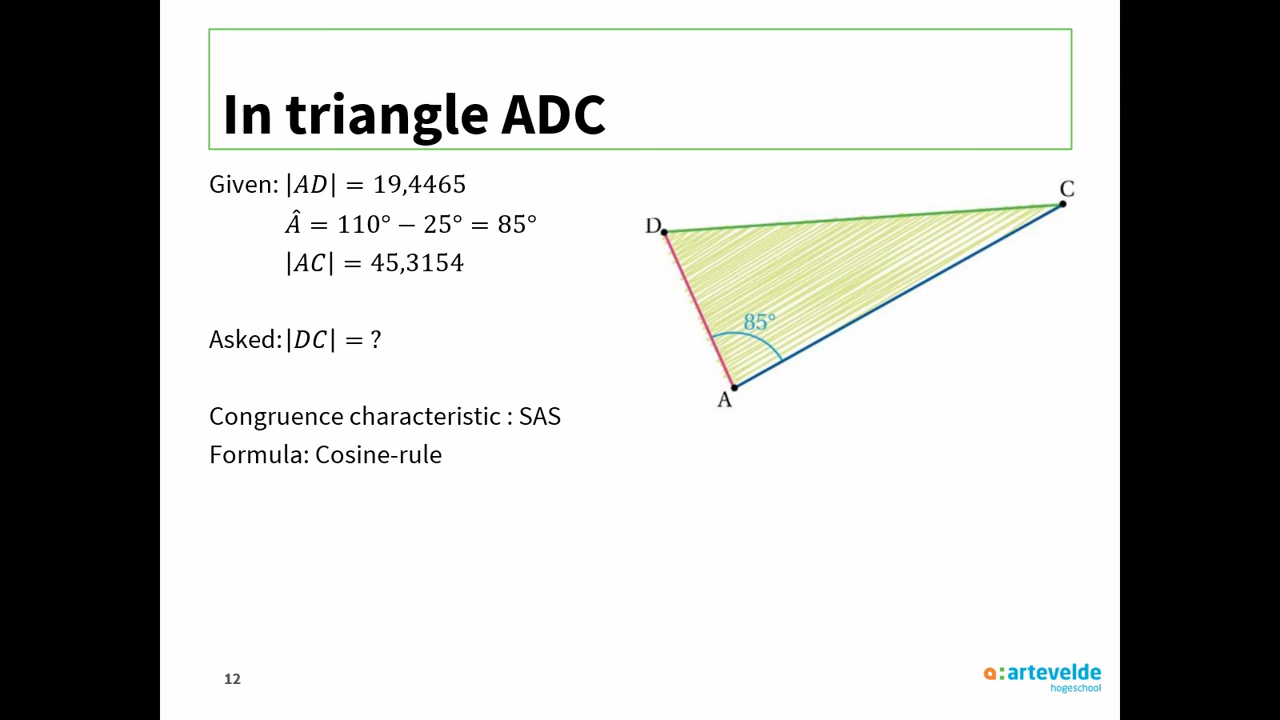 In triangle ADC
Given: |AD| = 19,4465
Â = 110° − 25° = 85°
|AC| = 45,3154
Asked: |DC| = ?
Congruence characteristic : SAS
Formula: Cosine-rule
D
C
85°
A
12
a:artevelde
hogeschool